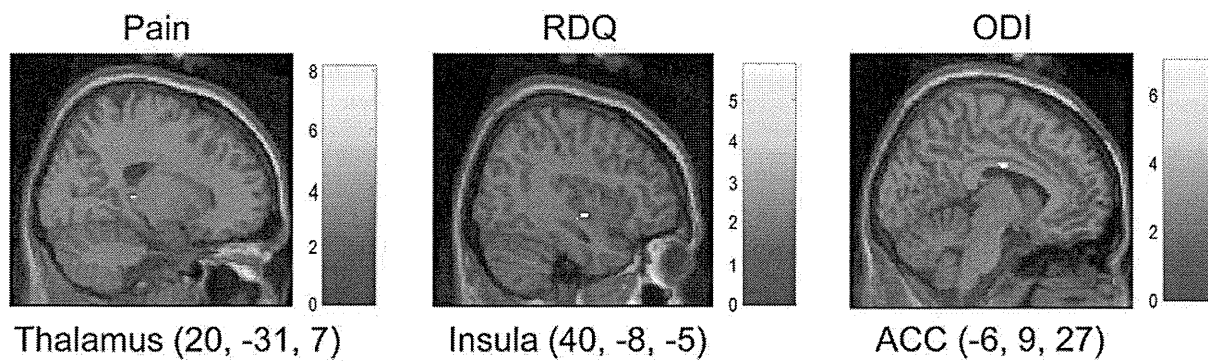 Pain
RDQ
ODI
8
6
4
2
0
5
4
3
2
1
0
6
4
2
0
Thalamus (20, -31, 7)
Insula (40, -8, -5)
ACC (-6, 9, 27)